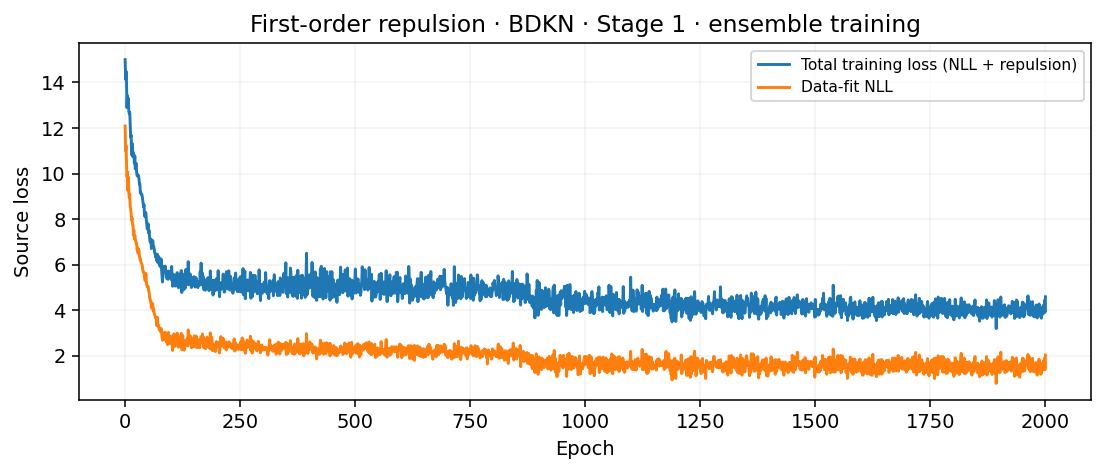 First-order repulsion · BDKN · Stage 1 · ensemble training
Total training loss (NLL + repulsion)
Data-fit NLL
Source loss
14
12
10
8
6
4
2
0 250 500 750 1000 1250 1500 1750 2000
Epoch